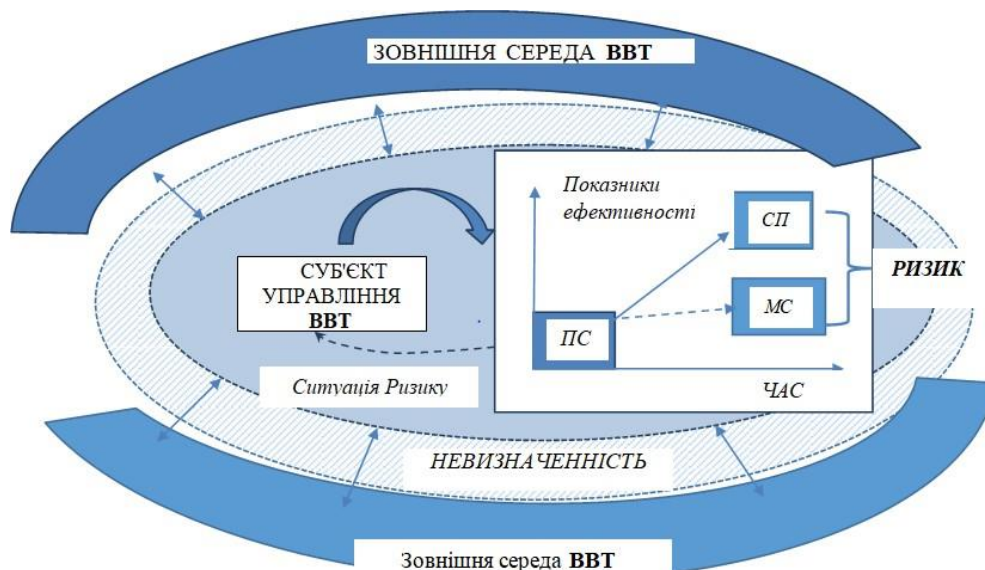 ЗОВНІШНЯ СЕРЕДА ВВТ
Показники
ефективності
СП
РИЗИК
СУБ'ЄКТ
УПРАВЛІННЯ
ВВТ
МС
ПС
Ситуація Ризику
ЧАС
НЕВИЗНАЧЕННІСТЬ
Зовнішня середа ВВТ